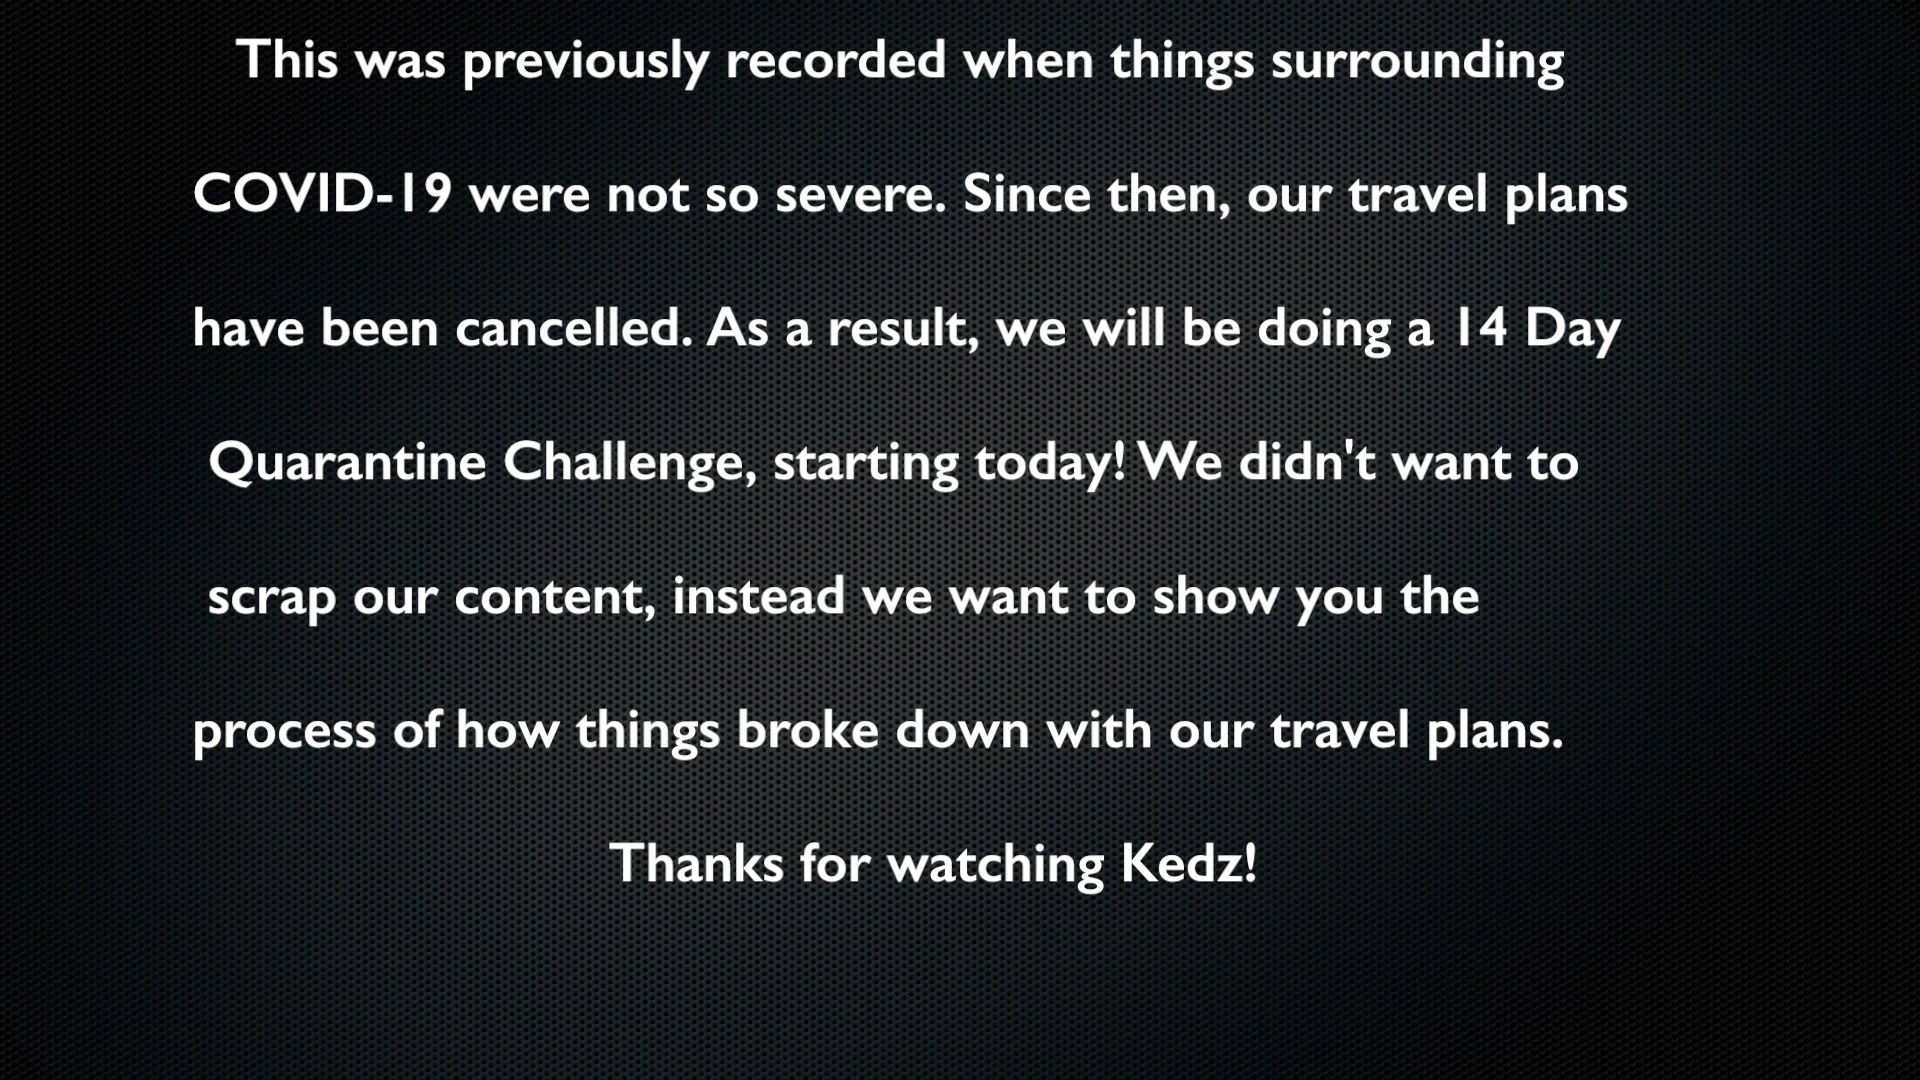 This was previously recorded when things surrounding
COVID-19 were not so severe. Since then, our travel plans
have been cancelled. As a result, we will be doing a 14 Day
Quarantine Challenge, starting today! We didn't want to
scrap our content, instead we want to show you the
process of how things broke down with our travel plans.
Thanks for watching Kedz!